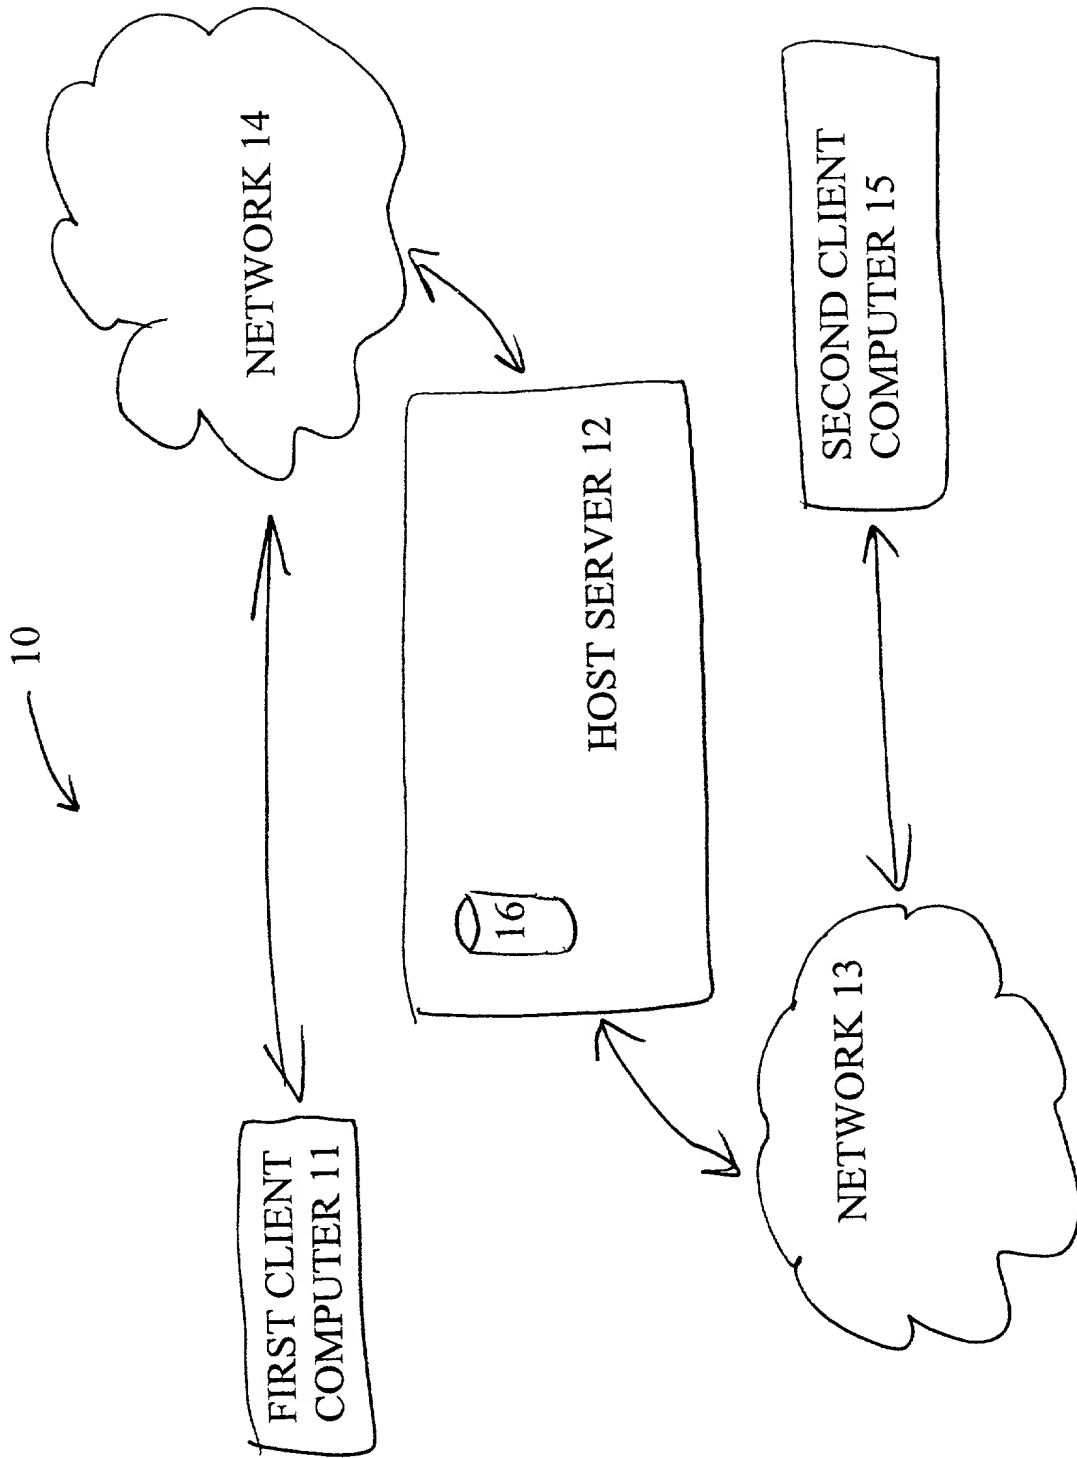 10
FIRST CLIENT
COMPUTER 11
NETWORK 14
16
HOST SERVER 12
NETWORK 13
SECOND CLIENT
COMPUTER 15